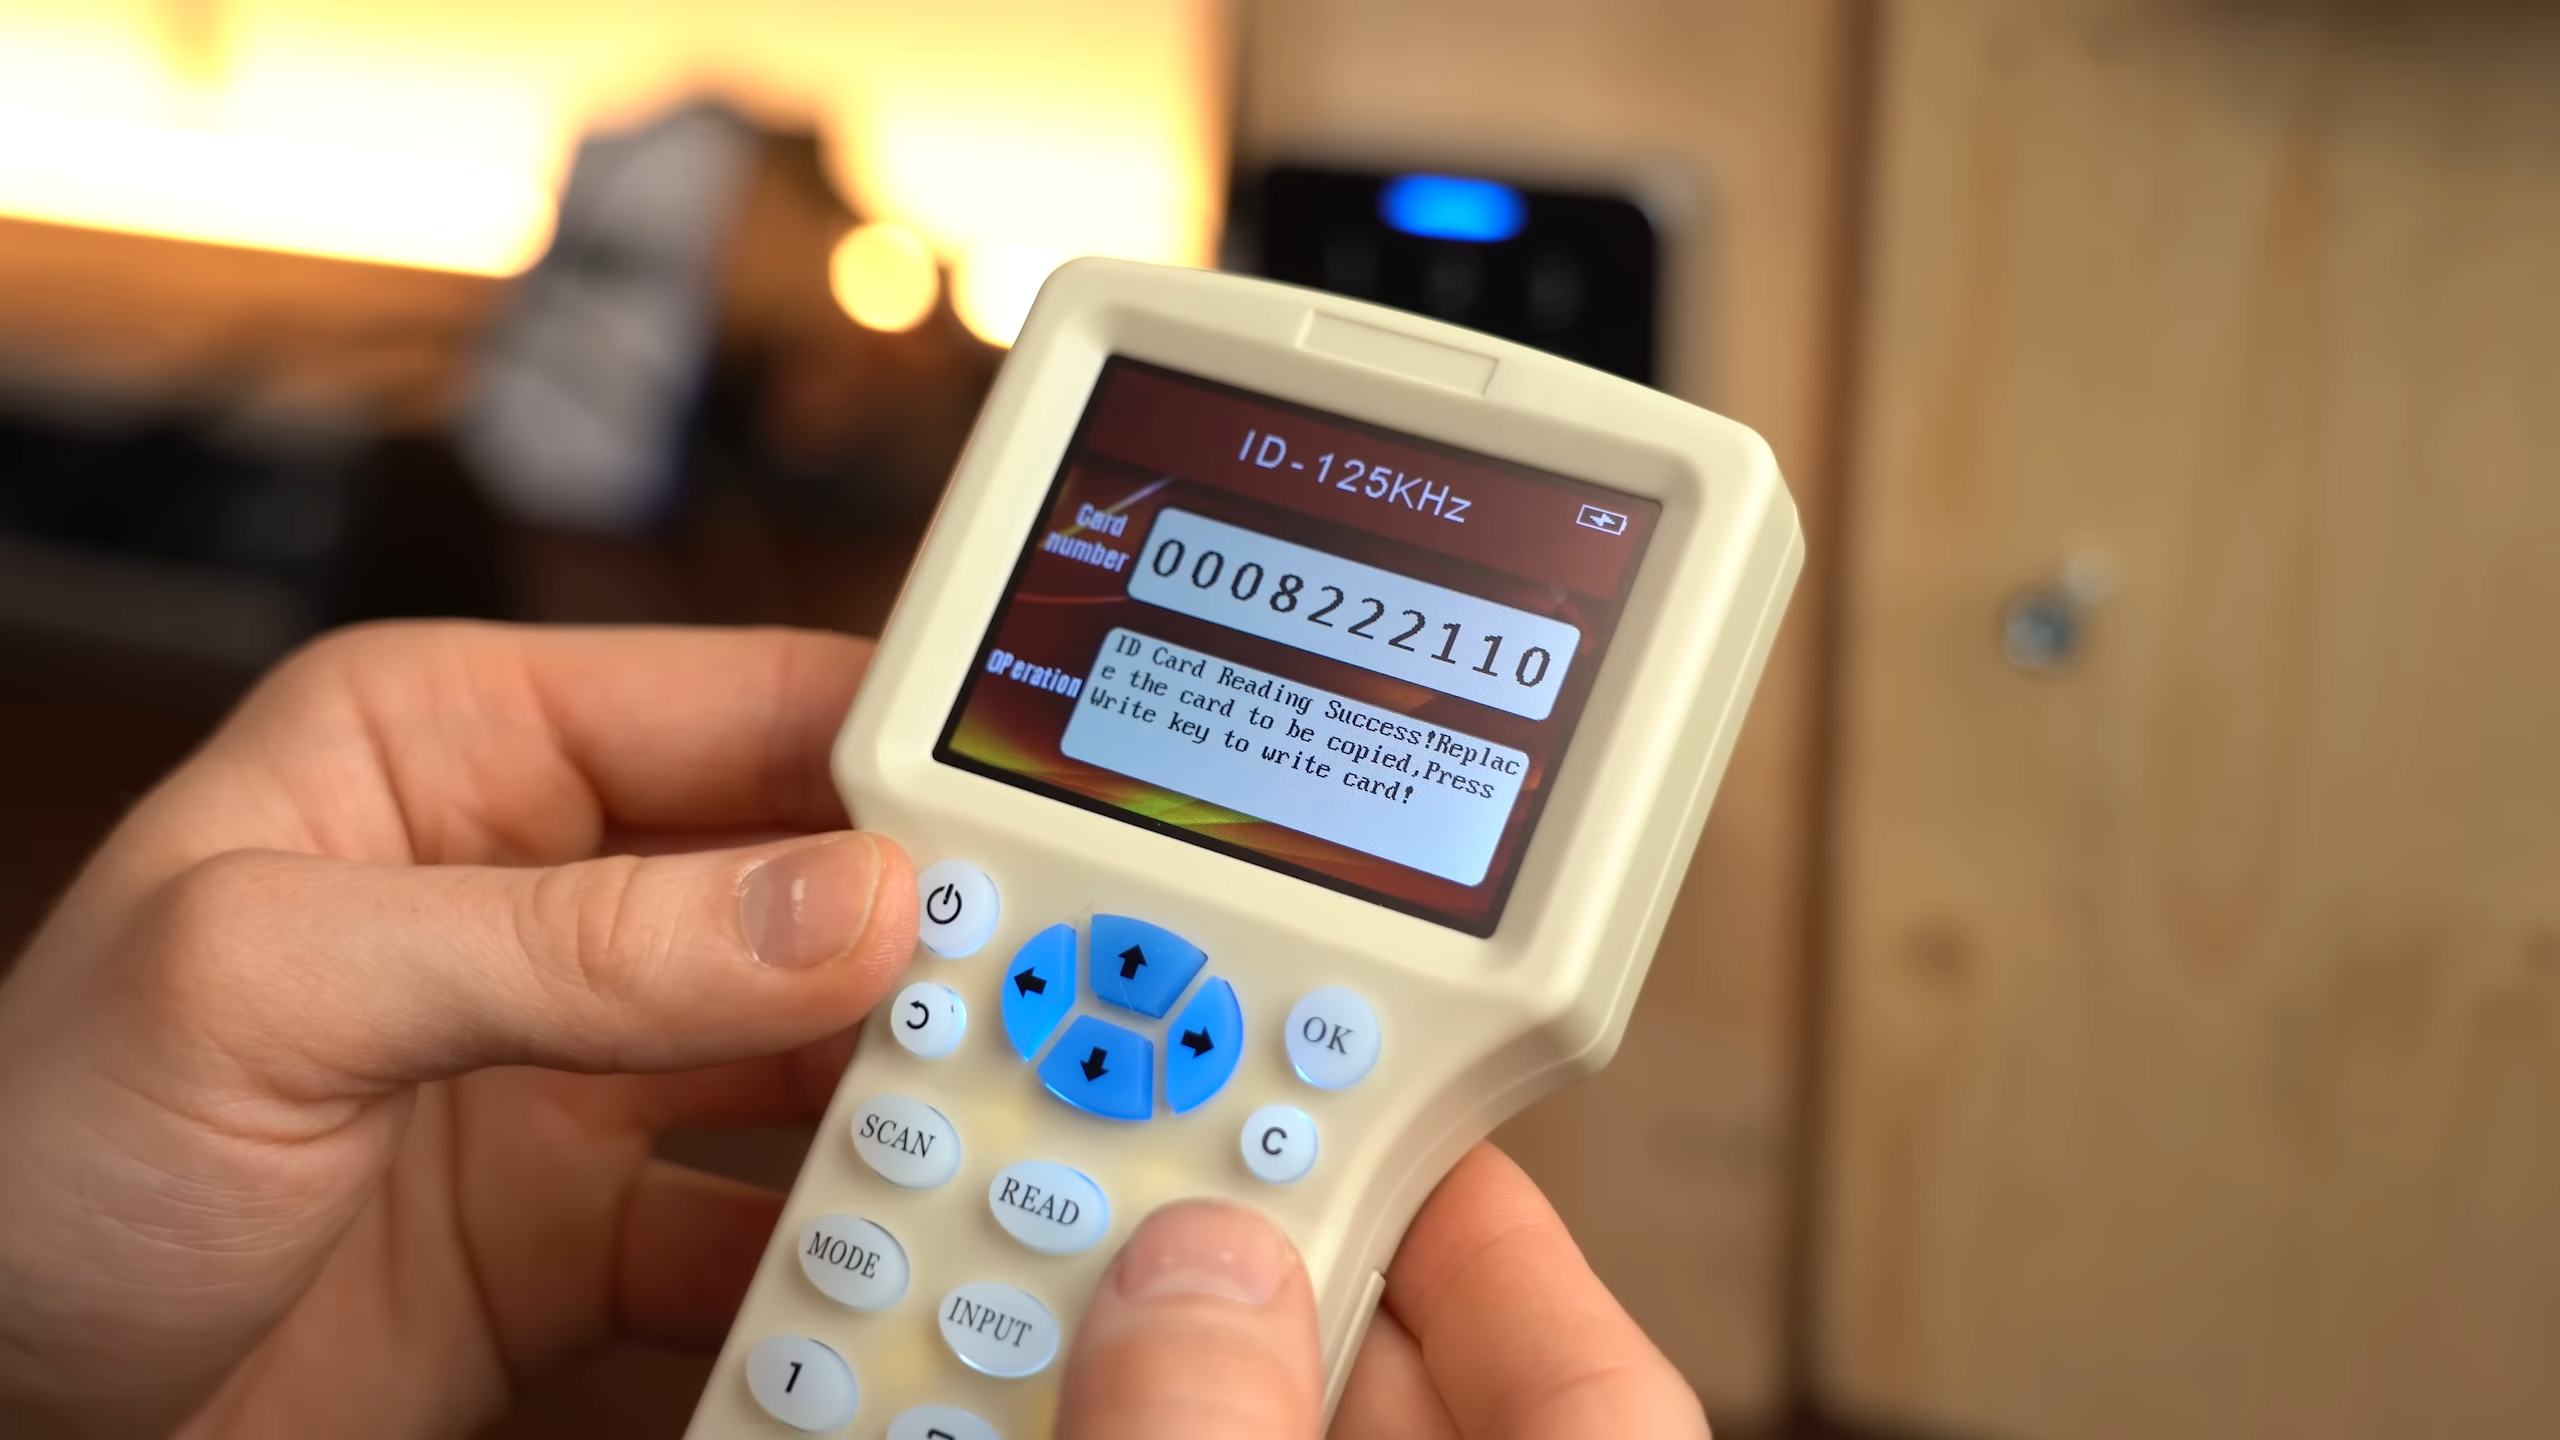 ID-125KHz
Card
number
0008222110
OPeration
ID Card Reading Success!Replac
e the card to be copied,Press
Write key to write card!
OK
C
SCAN
READ
MODE
INPUT
1